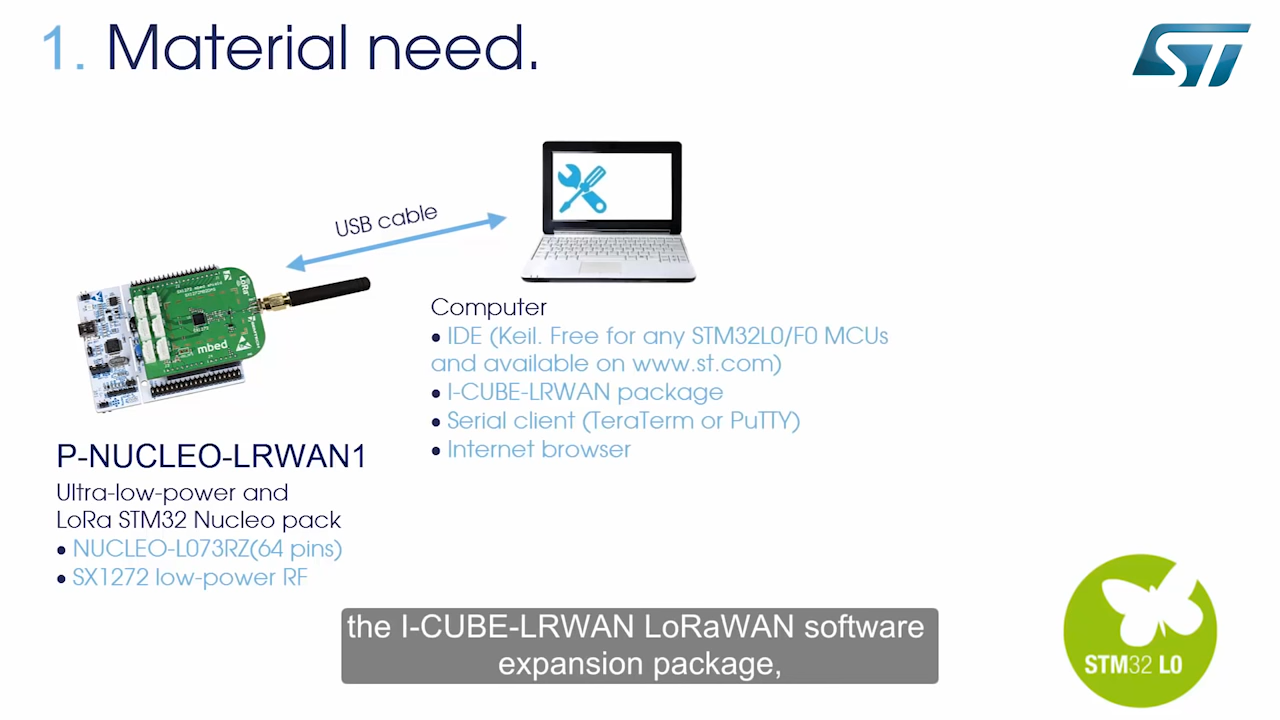 1. Material need.
ST
USB cable
LoRa
mbed
Computer
• IDE (Keil. Free for any STM32L0/F0 MCUs
and available on www.st.com)
• I-CUBE-LRWAN package
• Serial client (TeraTerm or PuTTY)
• Internet browser
P-NUCLEO-LRWAN1
Ultra-low-power and
LoRa STM32 Nucleo pack
• NUCLEO-L073RZ(64 pins)
• SX1272 low-power RF
the I-CUBE-LRWAN LoRaWAN software
expansion package,
STM32 L0